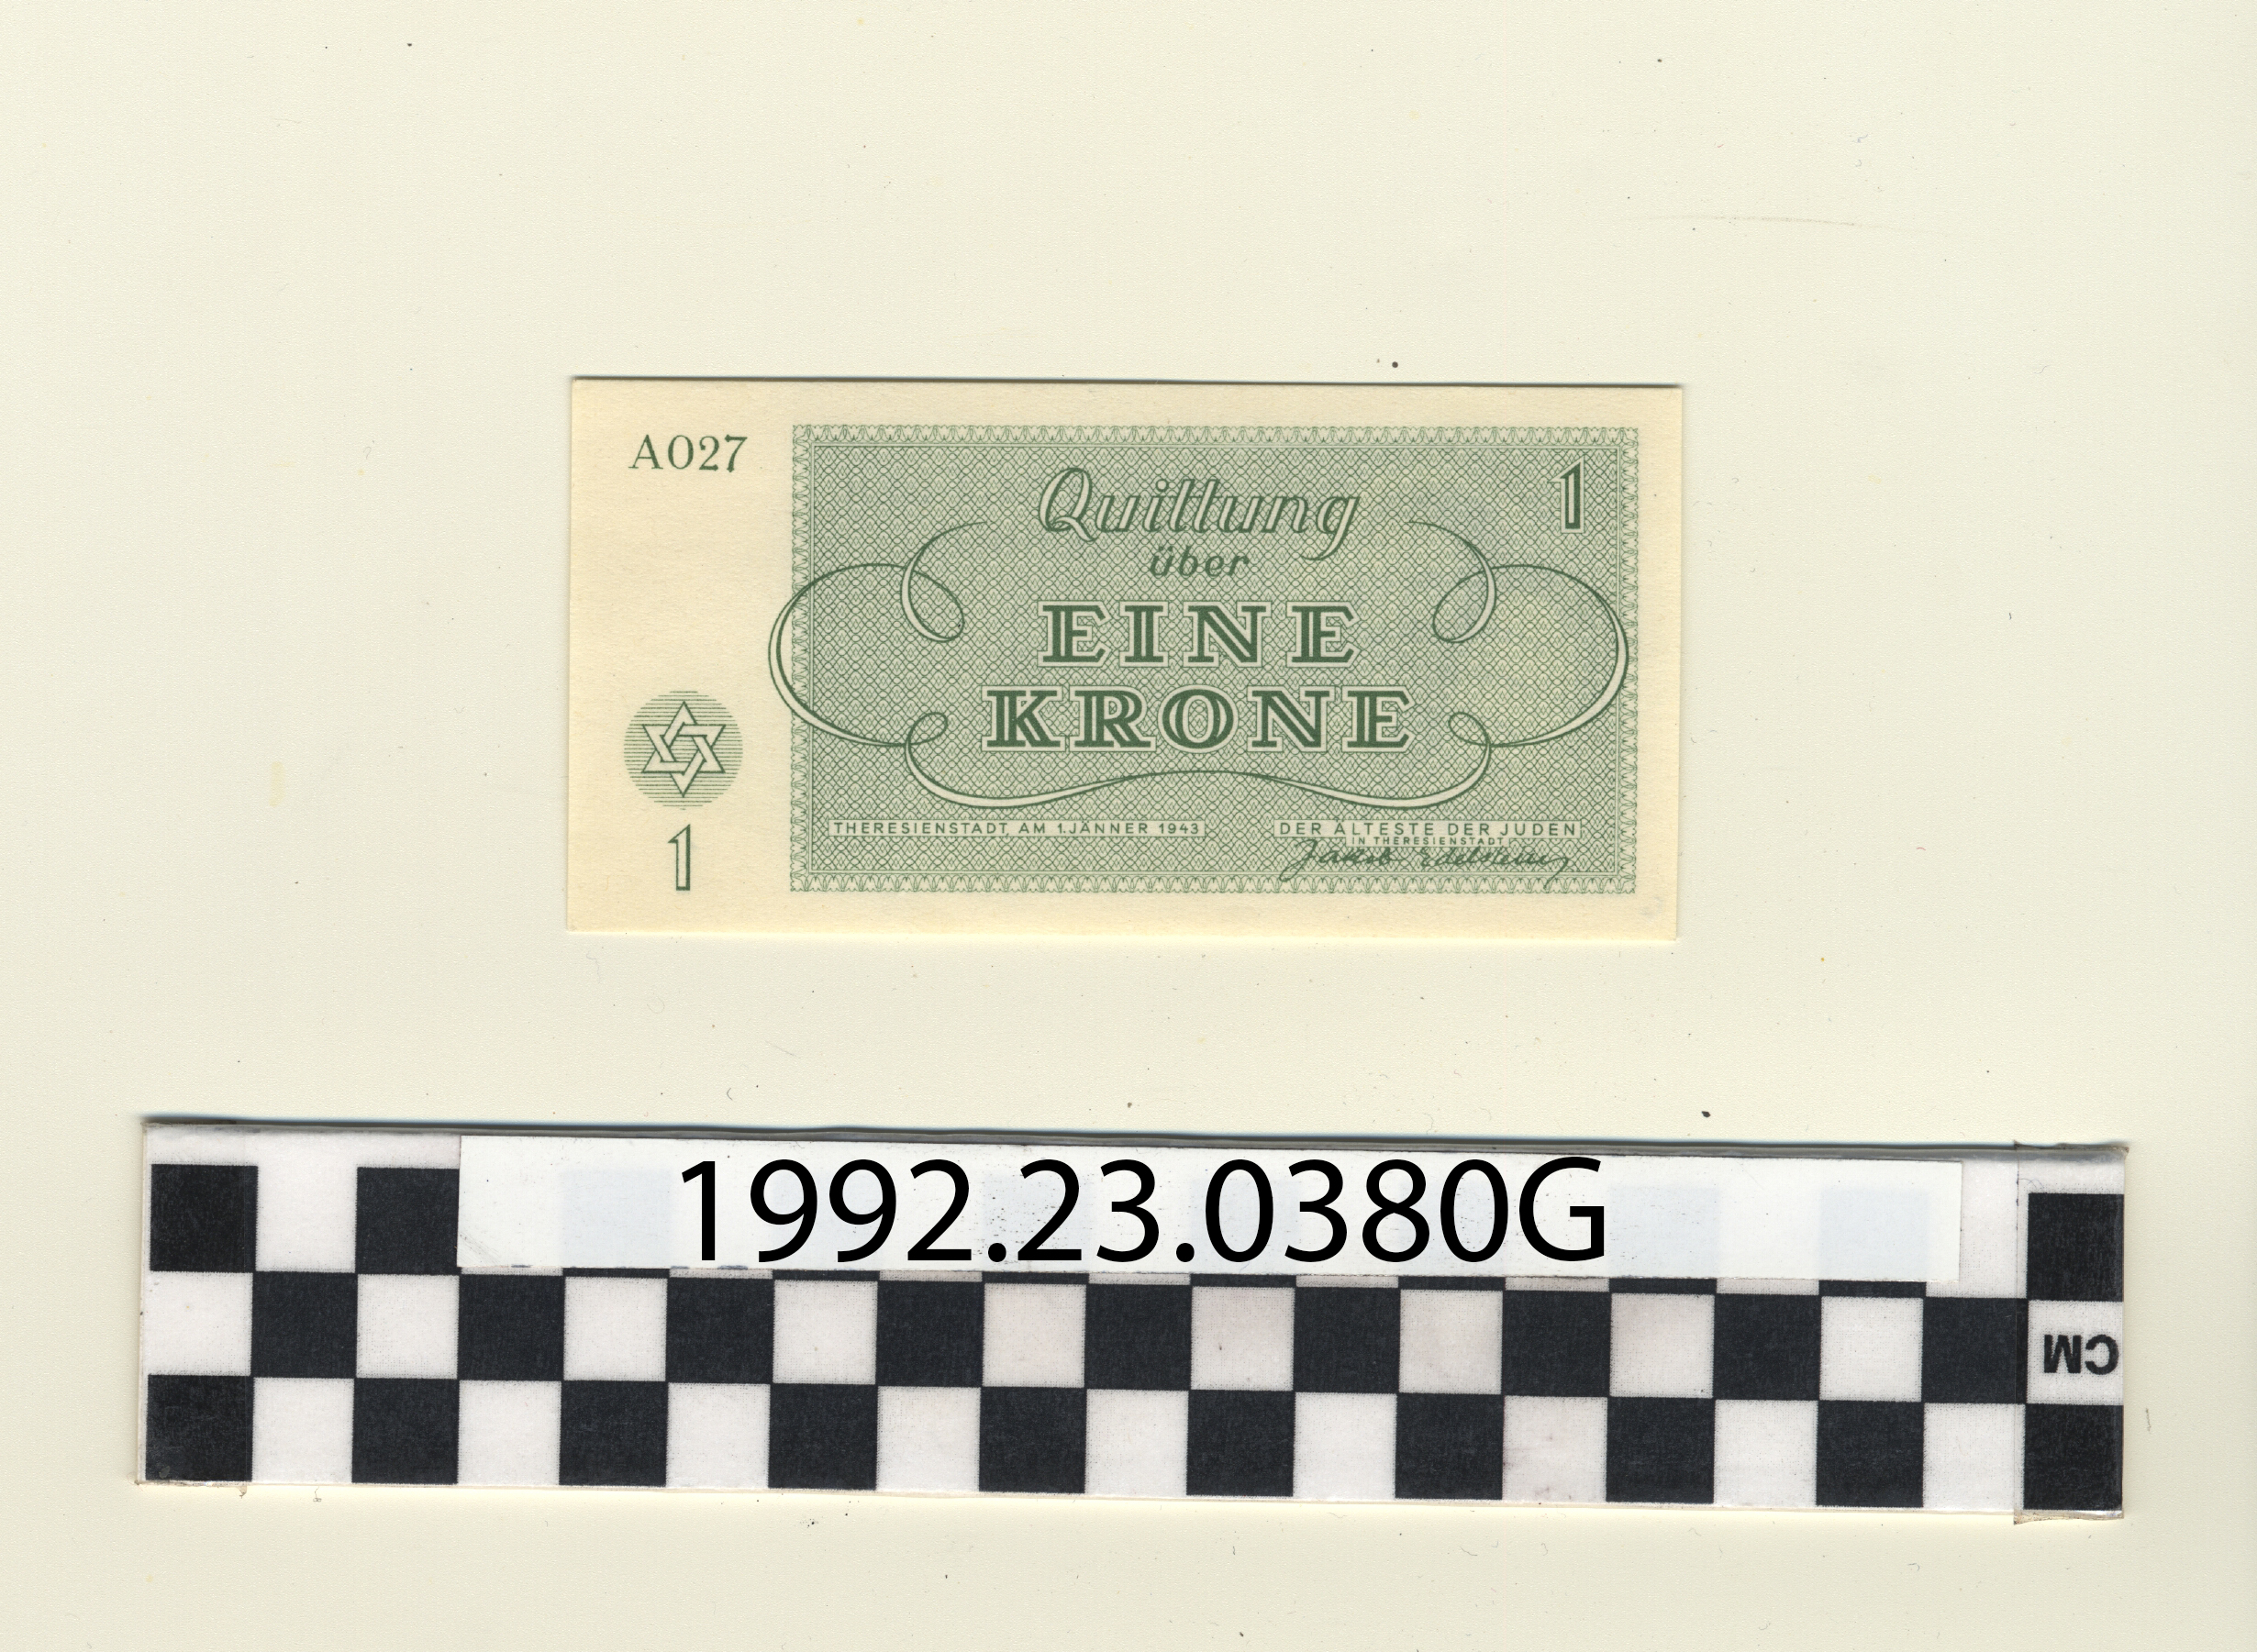 A027
Quittung
1
über
EINE
KRONE
1
THERESIENSTADT, AM 1. JÄNNER 1943
DER ÄLTESTE DER JUDEN
IN THERESIENSTADT
Jakob Edelstein
1992.23.0380G
CM